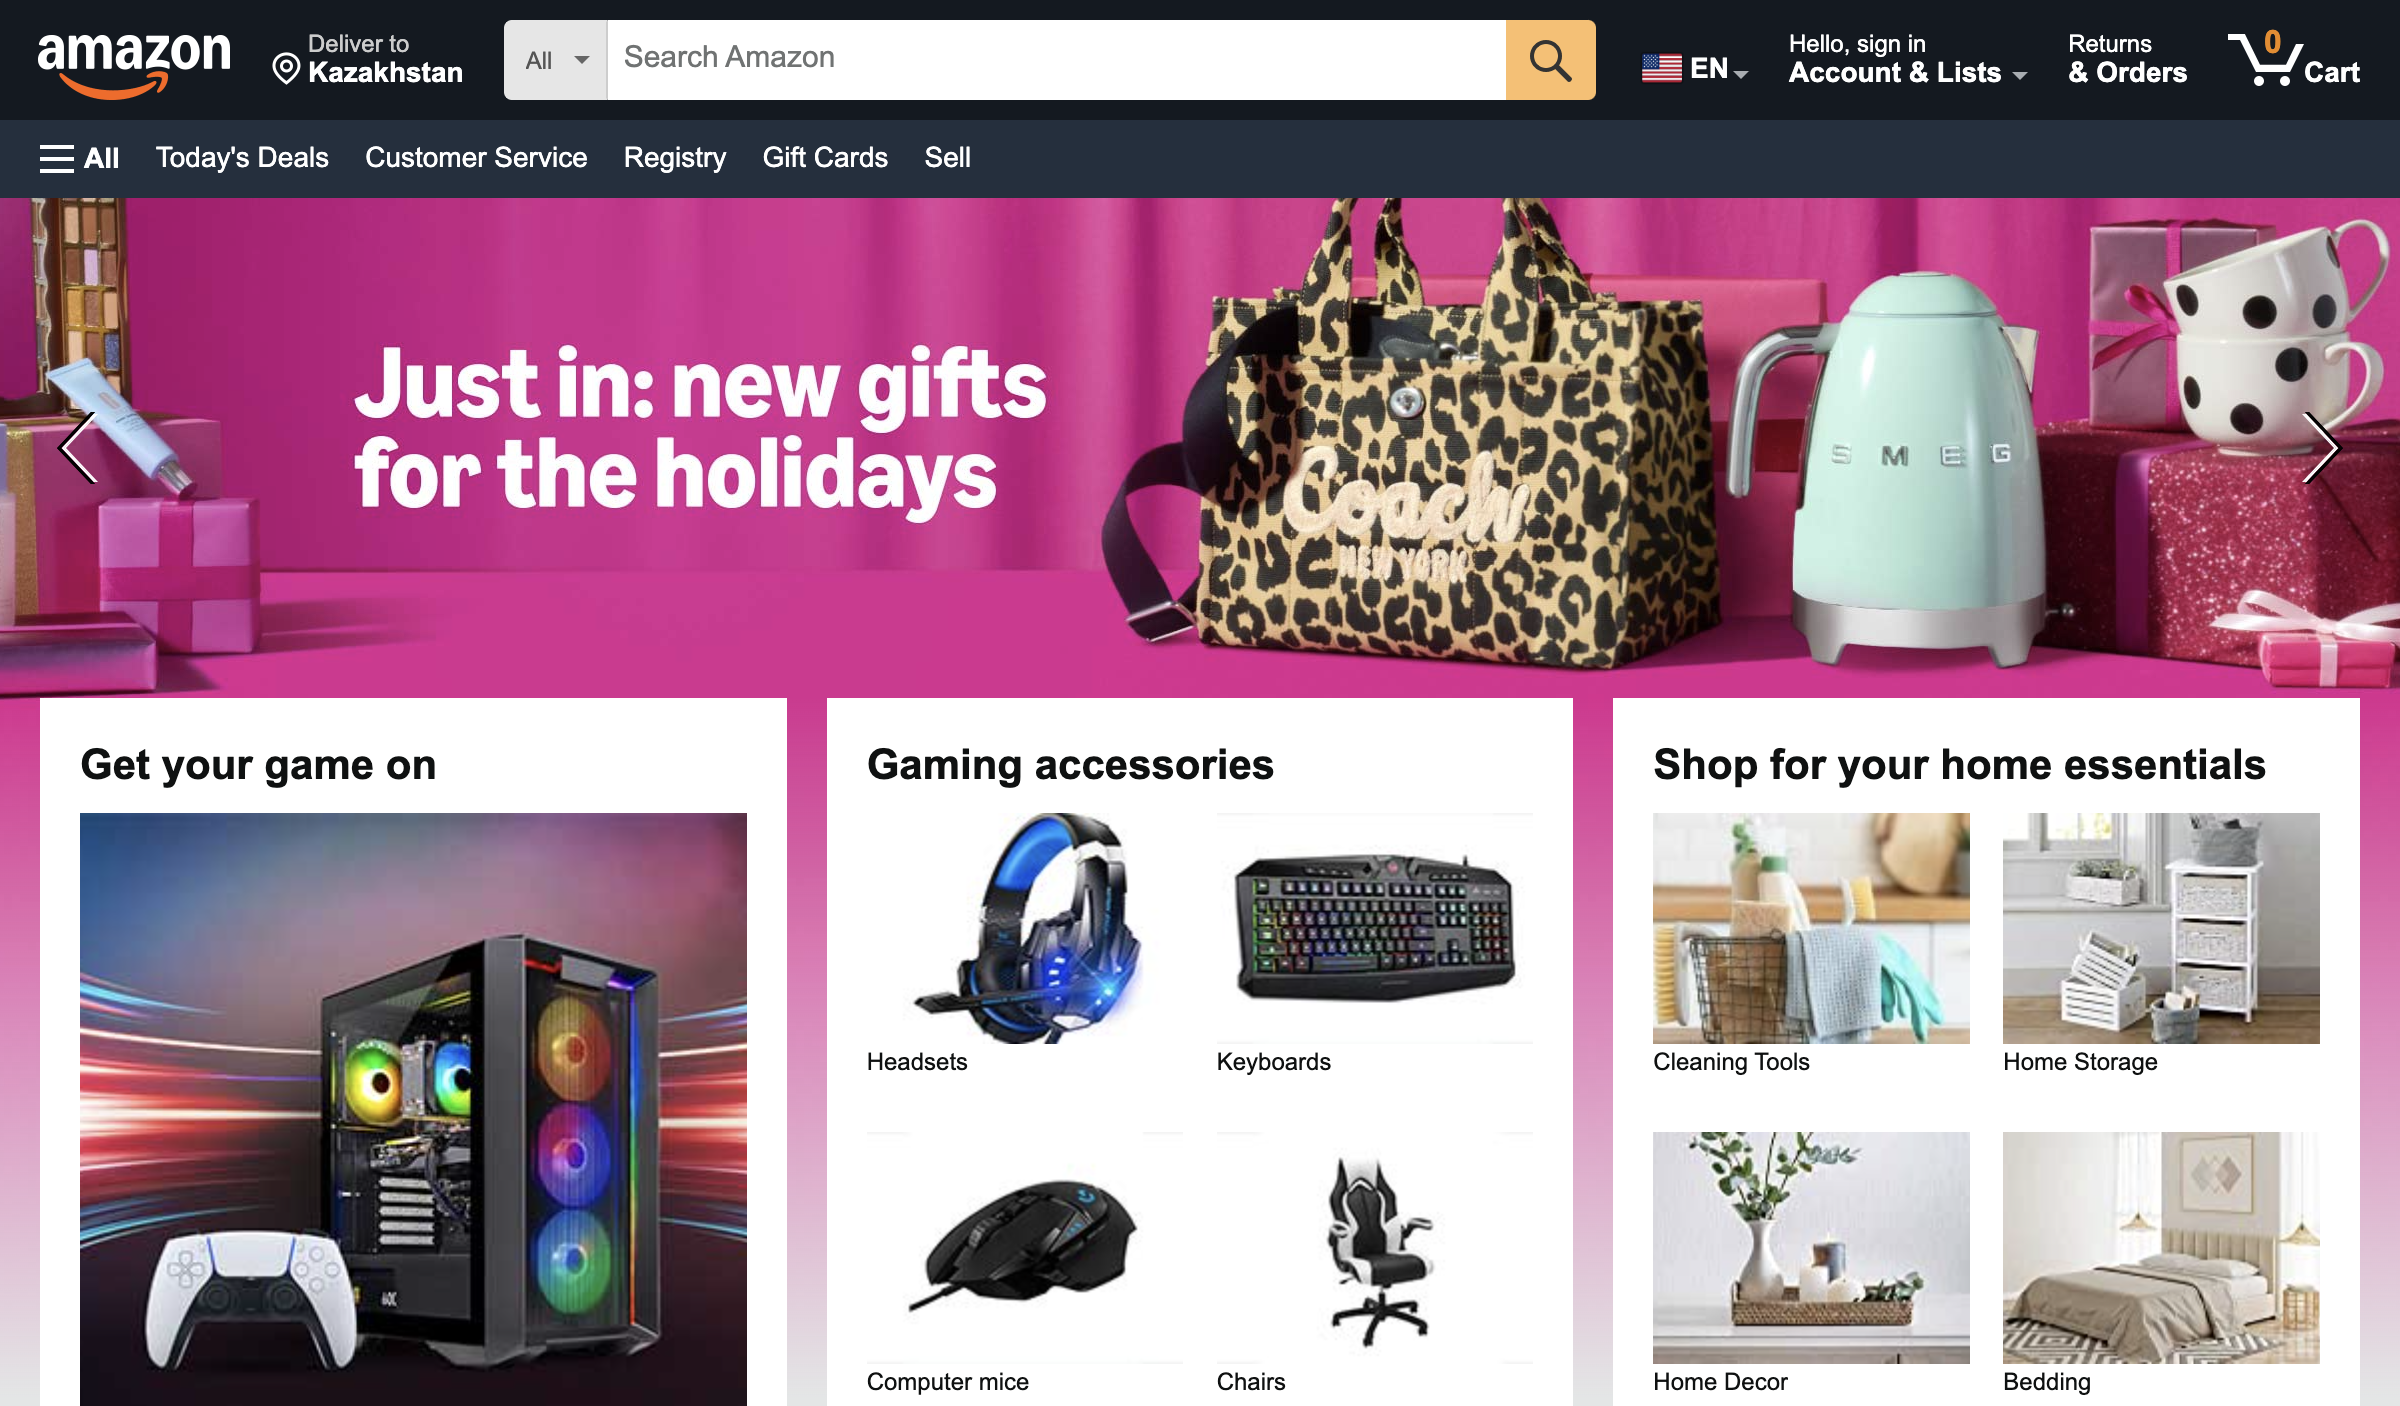 amazon
Deliver to
Kazakhstan
All
Search Amazon
EN
Hello, sign in
Account & Lists
Returns
& Orders
0
Cart
All
Today's Deals
Customer Service
Registry
Gift Cards
Sell
Just in: new gifts
for the holidays
Coach
NEW YORK
SMEG
Get your game on
Gaming accessories
Headsets
Keyboards
Computer mice
Chairs
Shop for your home essentials
Cleaning Tools
Home Storage
Home Decor
Bedding